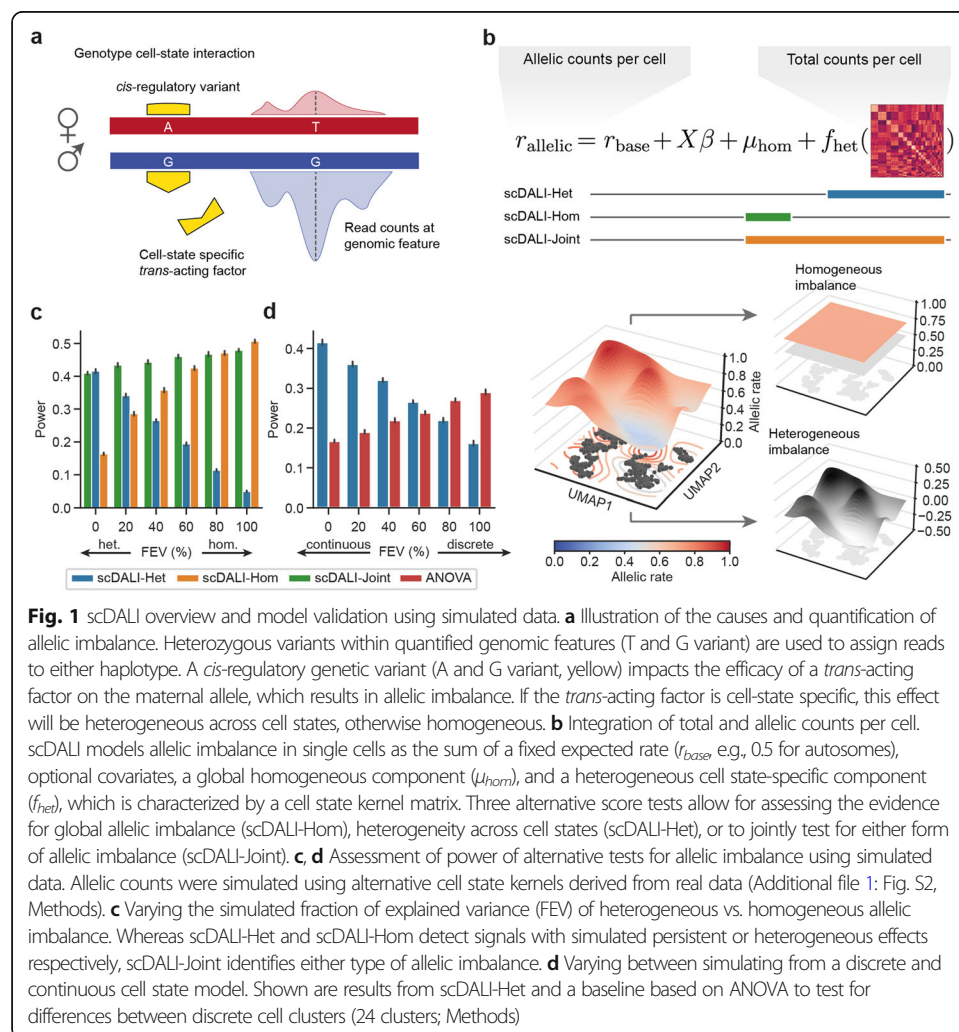 a
Genotype cell-state interaction
cis-regulatory variant
A
T
G
G
Cell-state specific
trans-acting factor
Read counts at
genomic feature
b
Allelic counts per cell
Total counts per cell
r_allelic = r_base + Xβ + μ_hom + f_het( )
scDALI-Het
scDALI-Hom
scDALI-Joint
Homogeneous
imbalance
1.00
0.75
0.50
0.25
0.00
1.0
0.8
0.6
0.4
0.2
0.0
Allelic rate
UMAP1
UMAP2
Heterogeneous
imbalance
0.50
0.25
0.00
−0.25
−0.50
0.0 0.2 0.4 0.6 0.8 1.0
Allelic rate
c
Power
0.5
0.4
0.3
0.2
0.1
0.0
0 20 40 60 80 100
het. FEV (%) hom.
d
Power
0.4
0.3
0.2
0.1
0.0
0 20 40 60 80 100
continuous FEV (%) discrete
scDALI-Het scDALI-Hom scDALI-Joint ANOVA
Fig. 1 scDALI overview and model validation using simulated data. a Illustration of the causes and quantification of
allelic imbalance. Heterozygous variants within quantified genomic features (T and G variant) are used to assign reads
to either haplotype. A cis-regulatory genetic variant (A and G variant, yellow) impacts the efficacy of a trans-acting
factor on the maternal allele, which results in allelic imbalance. If the trans-acting factor is cell-state specific, this effect
will be heterogeneous across cell states, otherwise homogeneous. b Integration of total and allelic counts per cell.
scDALI models allelic imbalance in single cells as the sum of a fixed expected rate (r_base, e.g., 0.5 for autosomes),
optional covariates, a global homogeneous component (μ_hom), and a heterogeneous cell state-specific component
(f_het), which is characterized by a cell state kernel matrix. Three alternative score tests allow for assessing the evidence
for global allelic imbalance (scDALI-Hom), heterogeneity across cell states (scDALI-Het), or to jointly test for either form
of allelic imbalance (scDALI-Joint). c, d Assessment of power of alternative tests for allelic imbalance using simulated
data. Allelic counts were simulated using alternative cell state kernels derived from real data (Additional file 1: Fig. S2,
Methods). c Varying the simulated fraction of explained variance (FEV) of heterogeneous vs. homogeneous allelic
imbalance. Whereas scDALI-Het and scDALI-Hom detect signals with simulated persistent or heterogeneous effects
respectively, scDALI-Joint identifies either type of allelic imbalance. d Varying between simulating from a discrete and
continuous cell state model. Shown are results from scDALI-Het and a baseline based on ANOVA to test for
differences between discrete cell clusters (24 clusters; Methods)